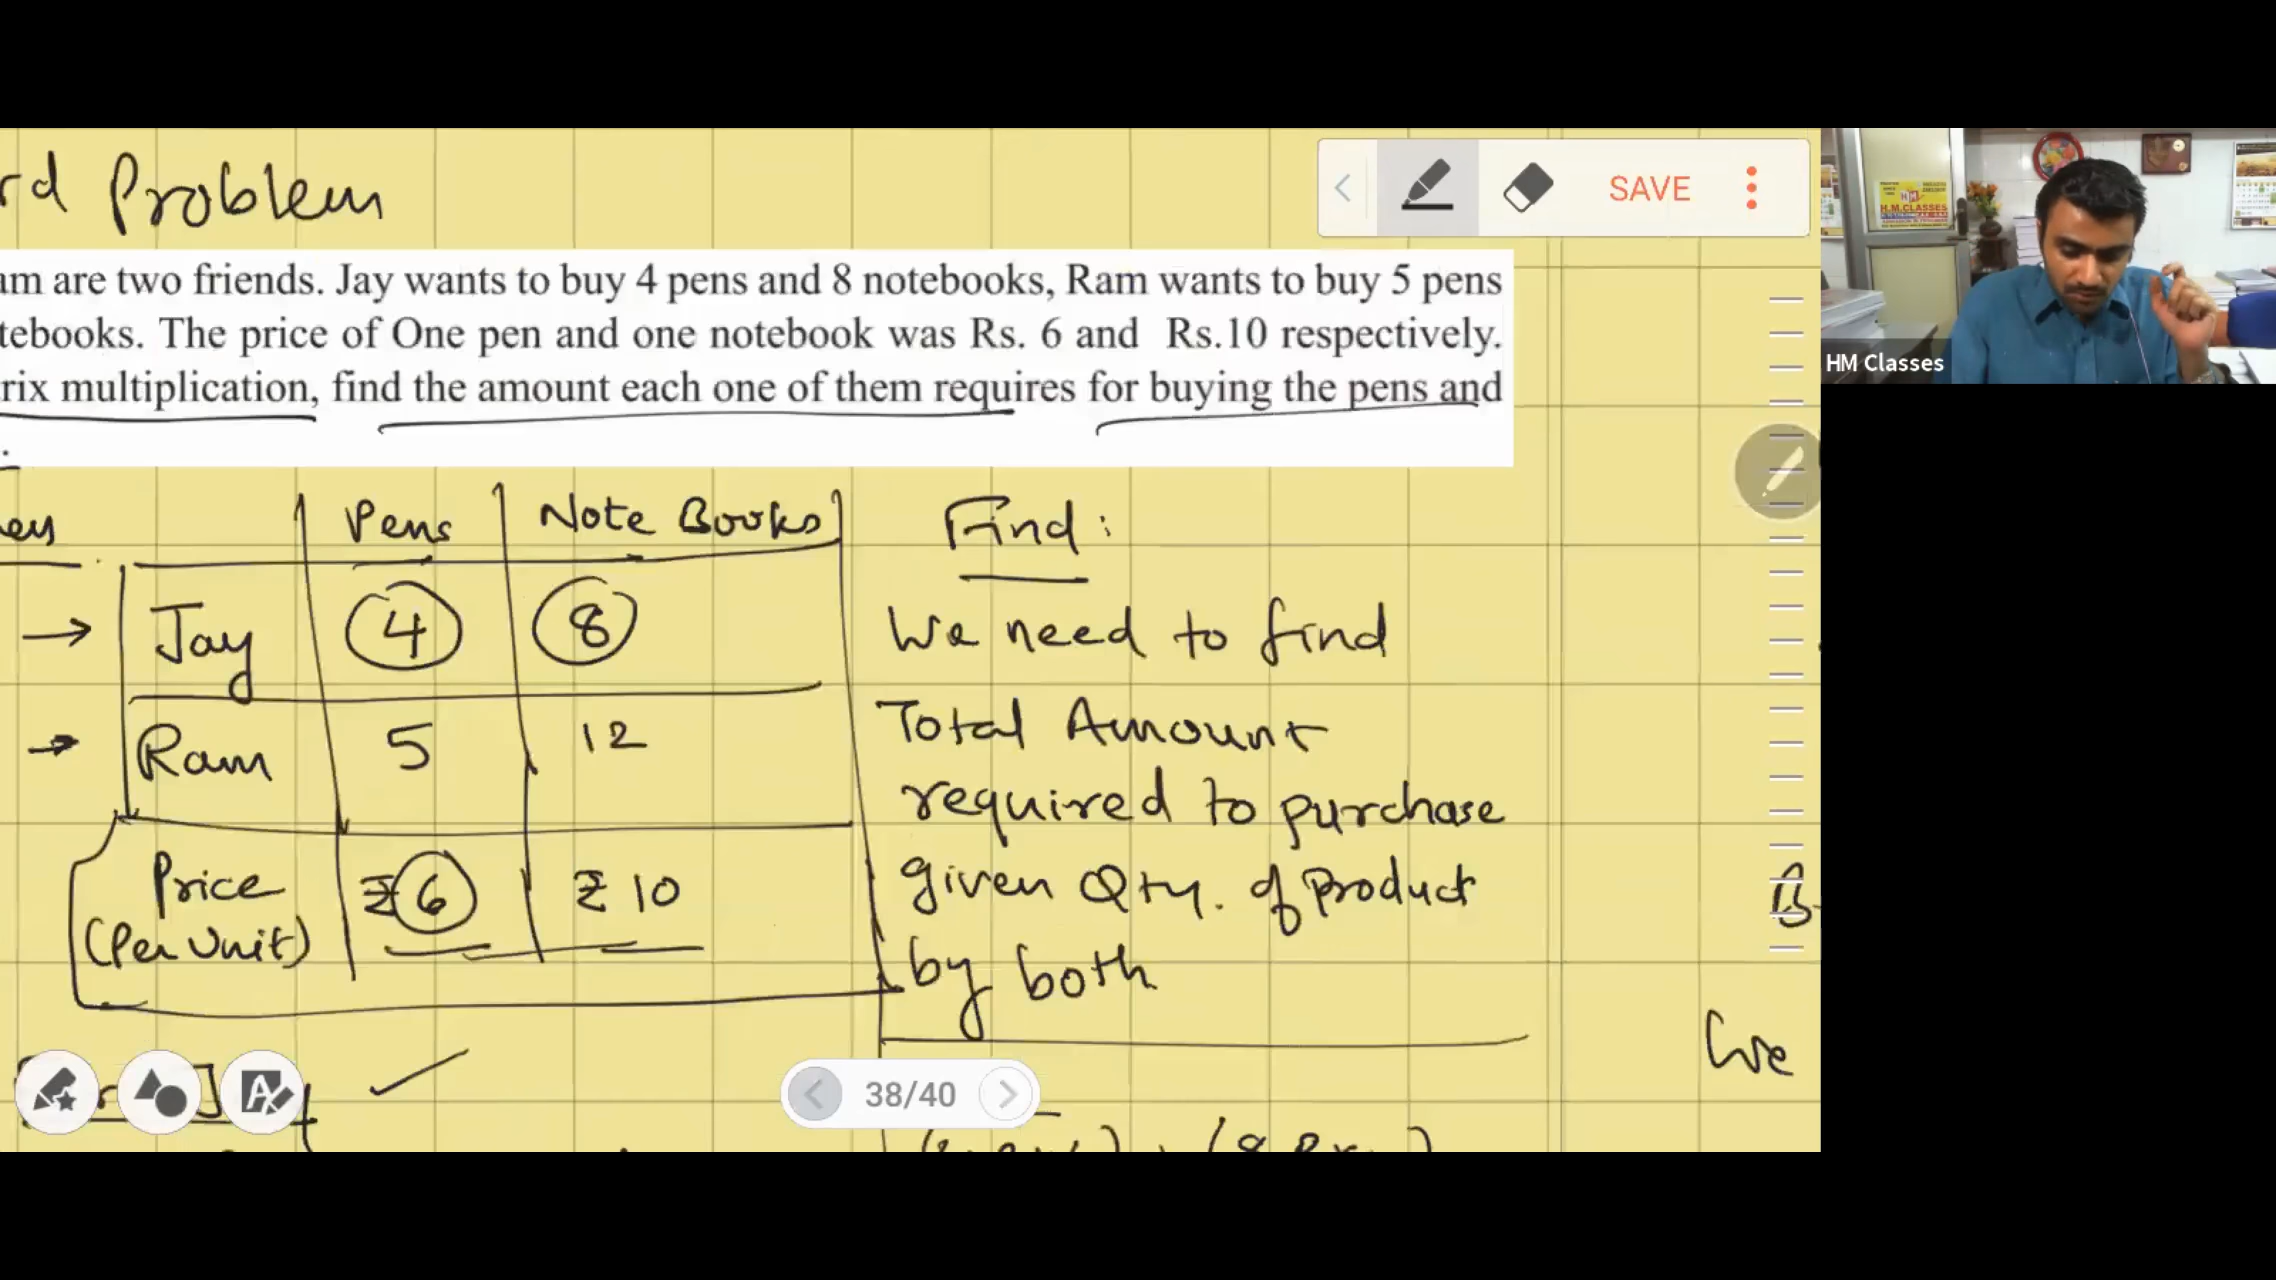 rd Problem
am are two friends. Jay wants to buy 4 pens and 8 notebooks, Ram wants to buy 5 pens
tebooks. The price of One pen and one notebook was Rs. 6 and Rs.10 respectively.
rix multiplication, find the amount each one of them requires for buying the pens and
.
SAVE
H.M.CLASSES
HM Classes
Pens Note Books
Jay 4 8
Ram 5 12
Price ₹6 ₹10
(Per Unit)
Find:
We need to find
Total Amount
required to purchase
given Qty. of Product
by both
B
We
38/40